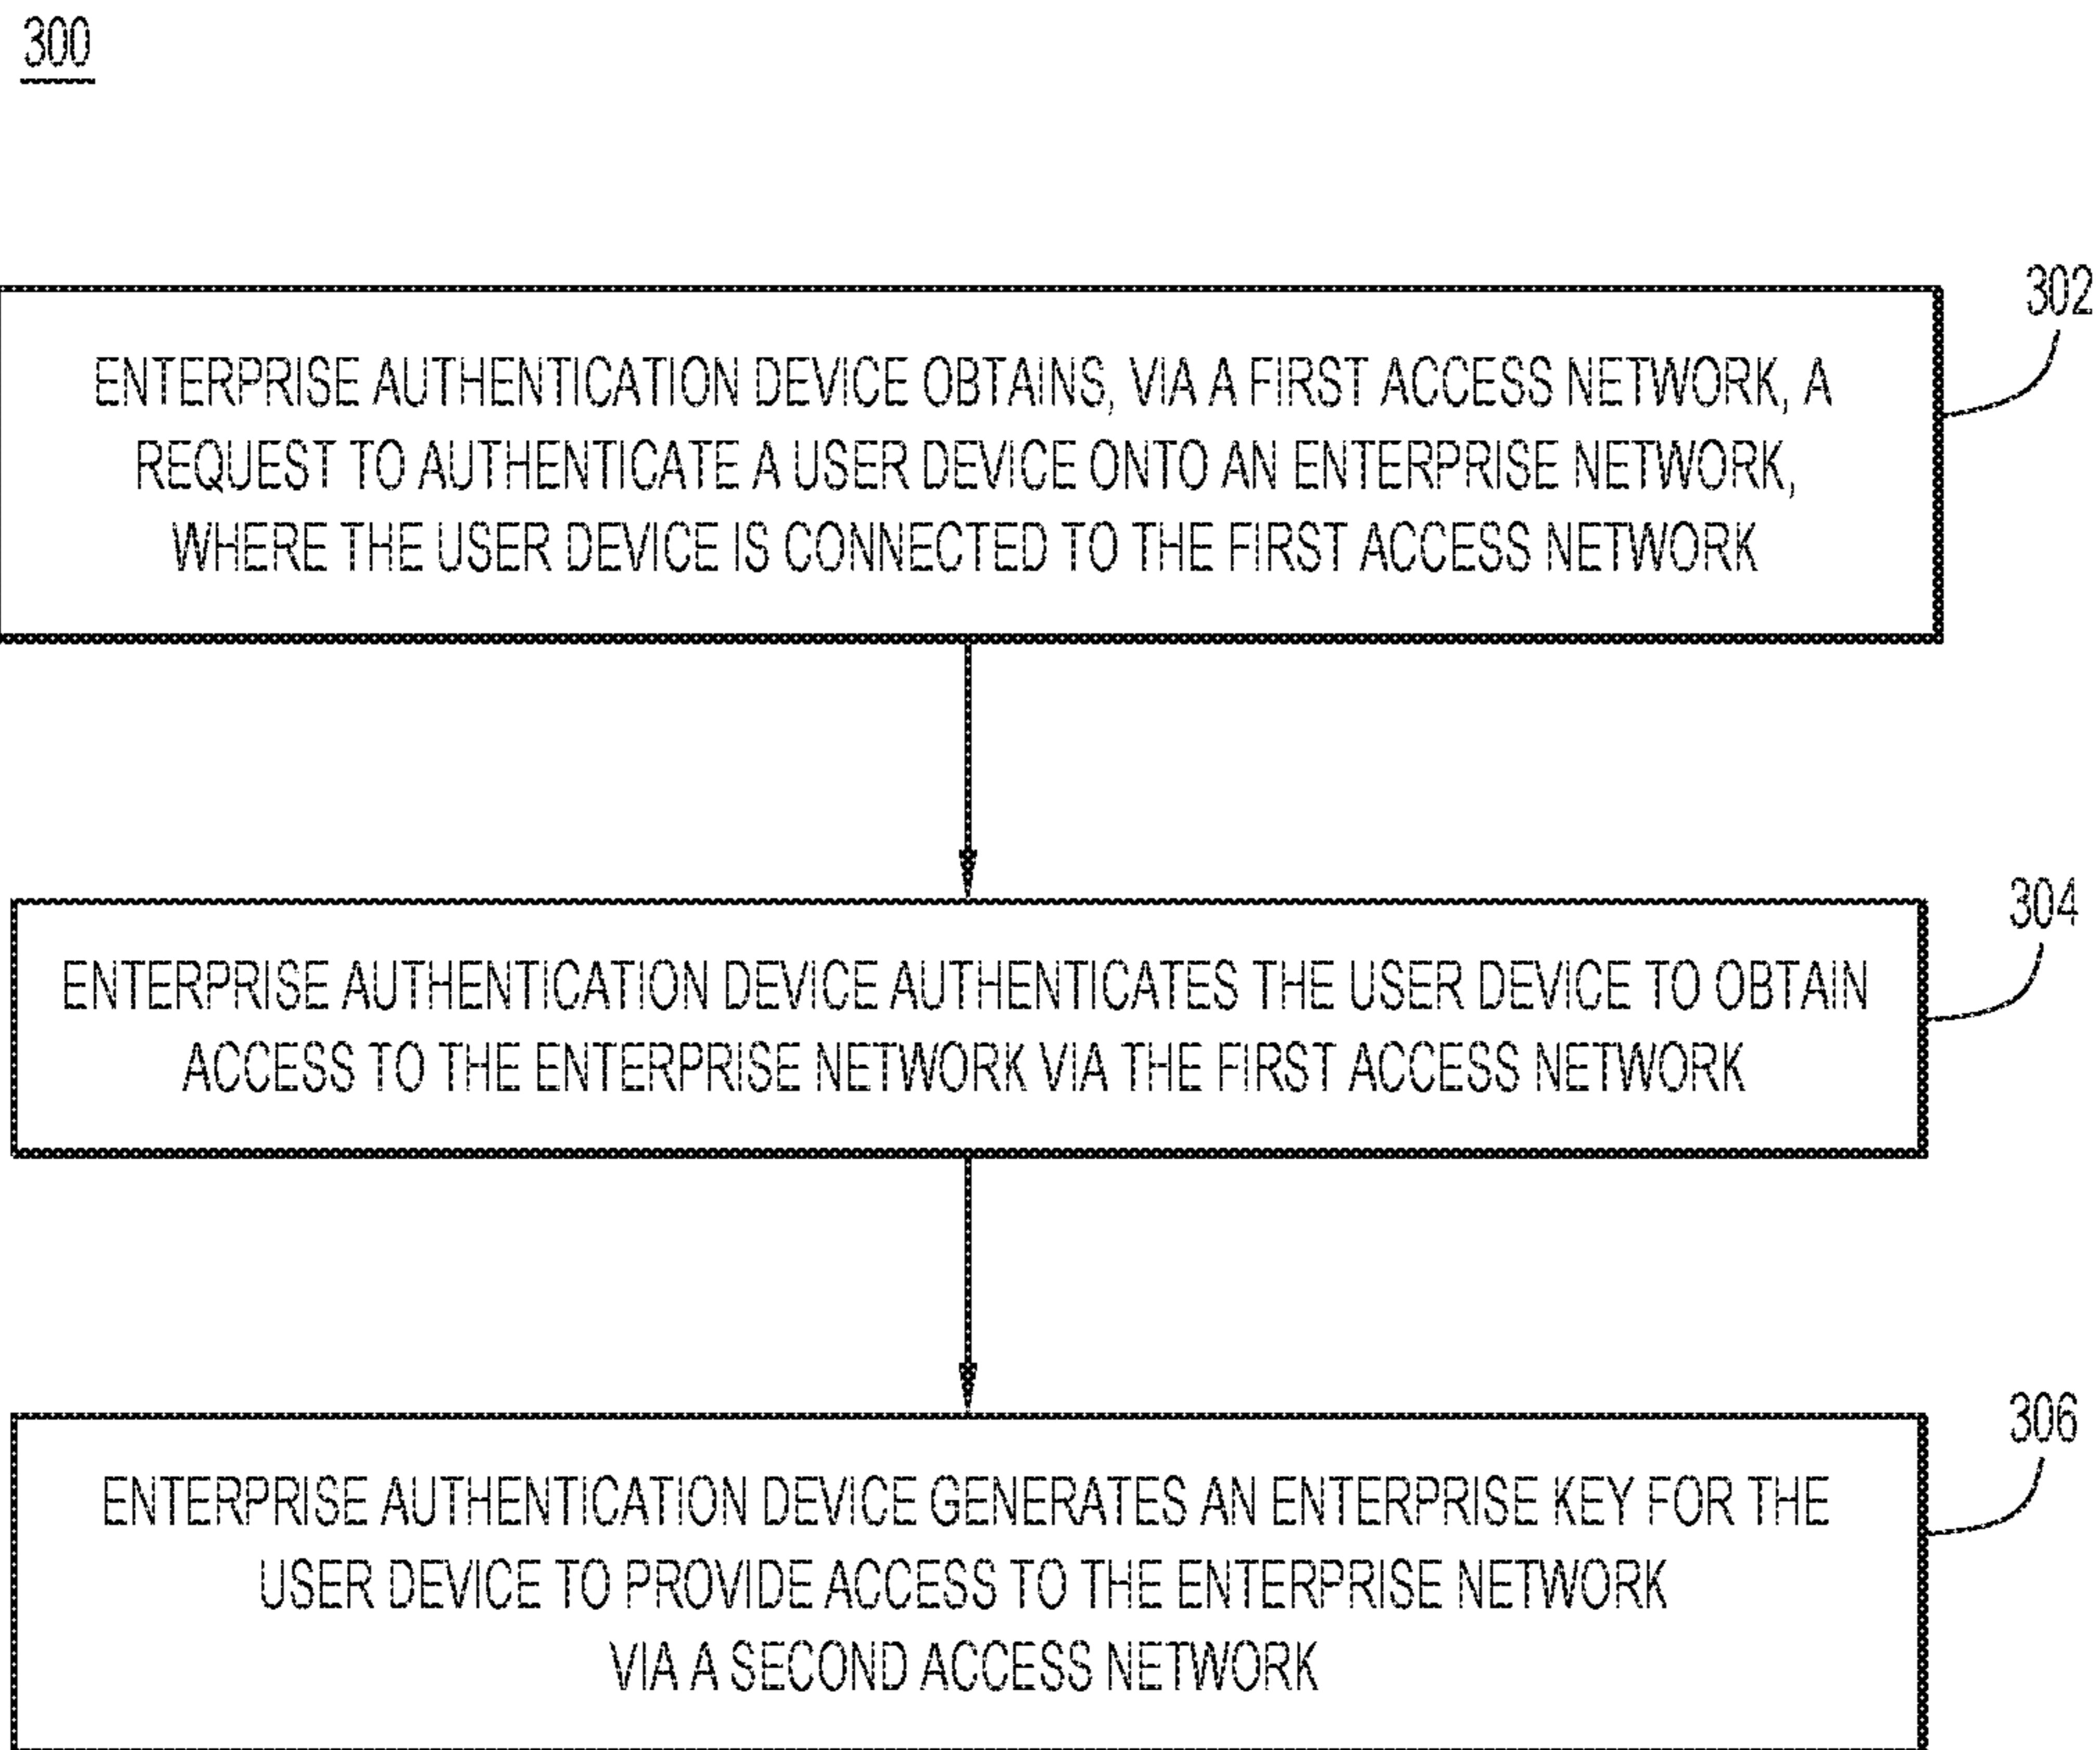 300
302
ENTERPRISE AUTHENTICATION DEVICE OBTAINS, VIA A FIRST ACCESS NETWORK, A
REQUEST TO AUTHENTICATE A USER DEVICE ONTO AN ENTERPRISE NETWORK,
WHERE THE USER DEVICE IS CONNECTED TO THE FIRST ACCESS NETWORK
304
ENTERPRISE AUTHENTICATION DEVICE AUTHENTICATES THE USER DEVICE TO OBTAIN
ACCESS TO THE ENTERPRISE NETWORK VIA THE FIRST ACCESS NETWORK
306
ENTERPRISE AUTHENTICATION DEVICE GENERATES AN ENTERPRISE KEY FOR THE
USER DEVICE TO PROVIDE ACCESS TO THE ENTERPRISE NETWORK
VIA A SECOND ACCESS NETWORK